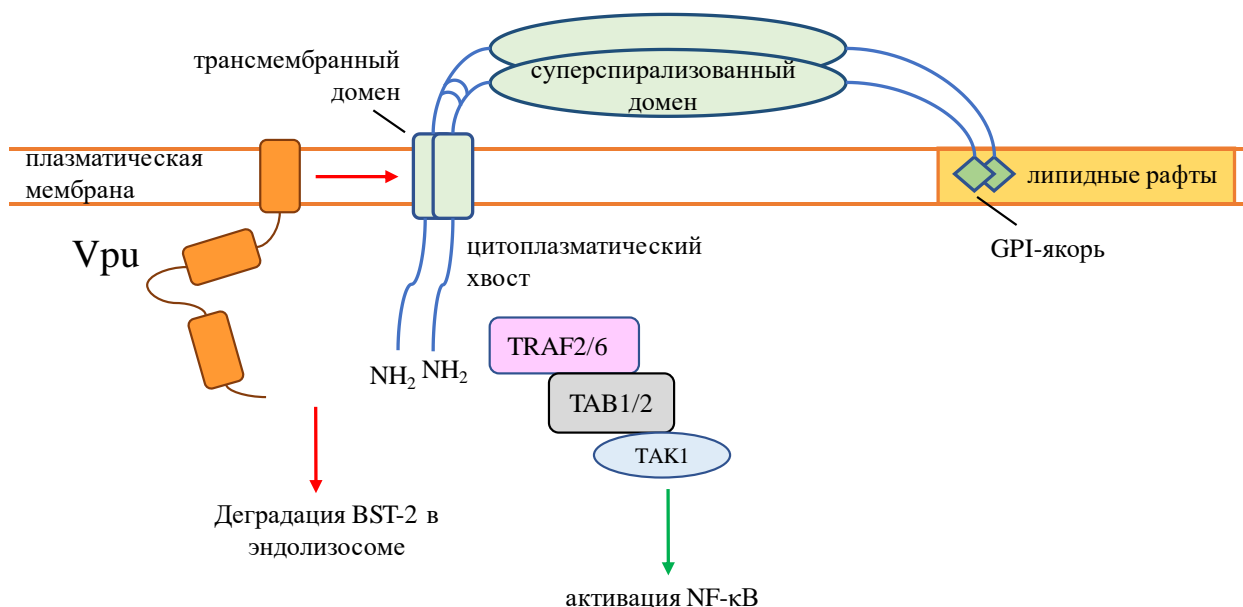 трансмембранный
домен
суперспирализованный
домен
плазматическая
мембрана
липидные рафты
Vpu
цитоплазматический
хвост
GPI-якорь
NH₂
NH₂
TRAF2/6
TAB1/2
TAK1
Деградация BST-2 в
эндолизосоме
активация NF-κB